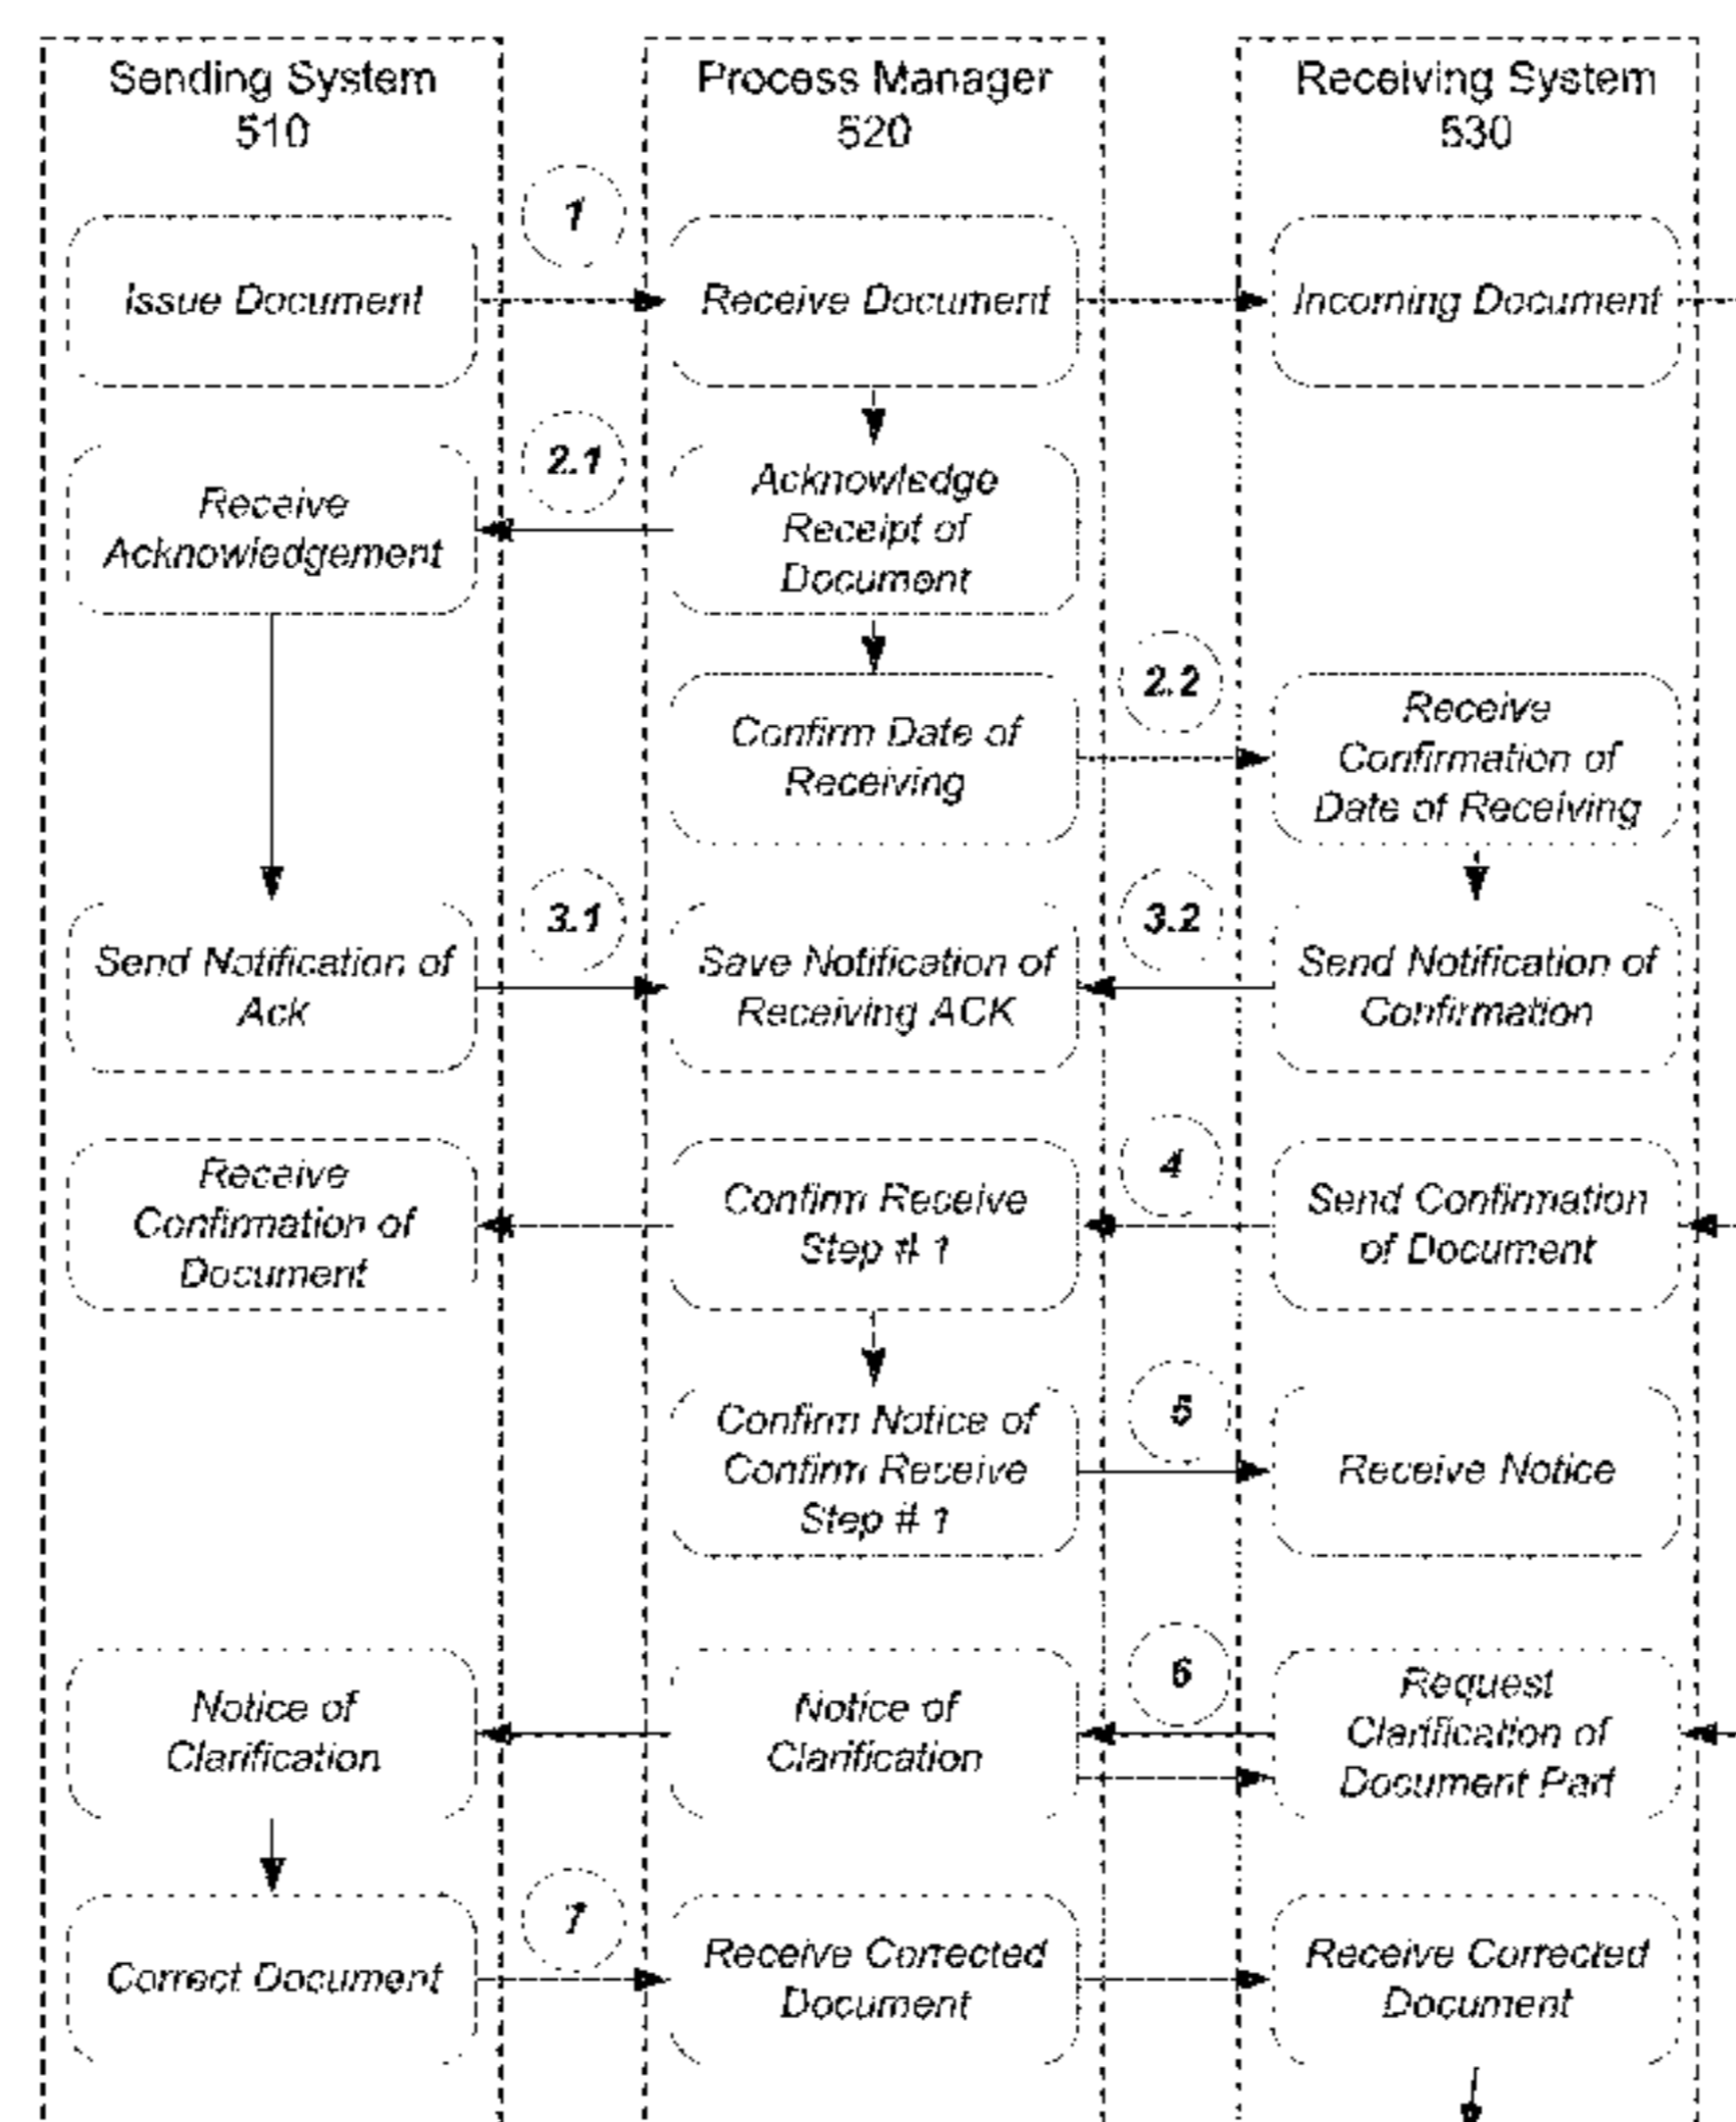 Sending System
510
Process Manager
520
Receiving System
530
1
Issue Document
Receive Document
Incoming Document
2.1
Receive
Acknowledgement
Acknowledge
Receipt of
Document
2.2
Confirm Date of
Receiving
Receive
Confirmation of
Date of Receiving
3.1
3.2
Send Notification of
Ack
Save Notification of
Receiving ACK
Send Notification of
Confirmation
4
Receive
Confirmation of
Document
Confirm Receive
Step # 1
Send Confirmation
of Document
5
Confirm Notice of
Confirm Receive
Step # 1
Receive Notice
6
Notice of
Clarification
Notice of
Clarification
Request
Clarification of
Document Part
7
Correct Document
Receive Corrected
Document
Receive Corrected
Document